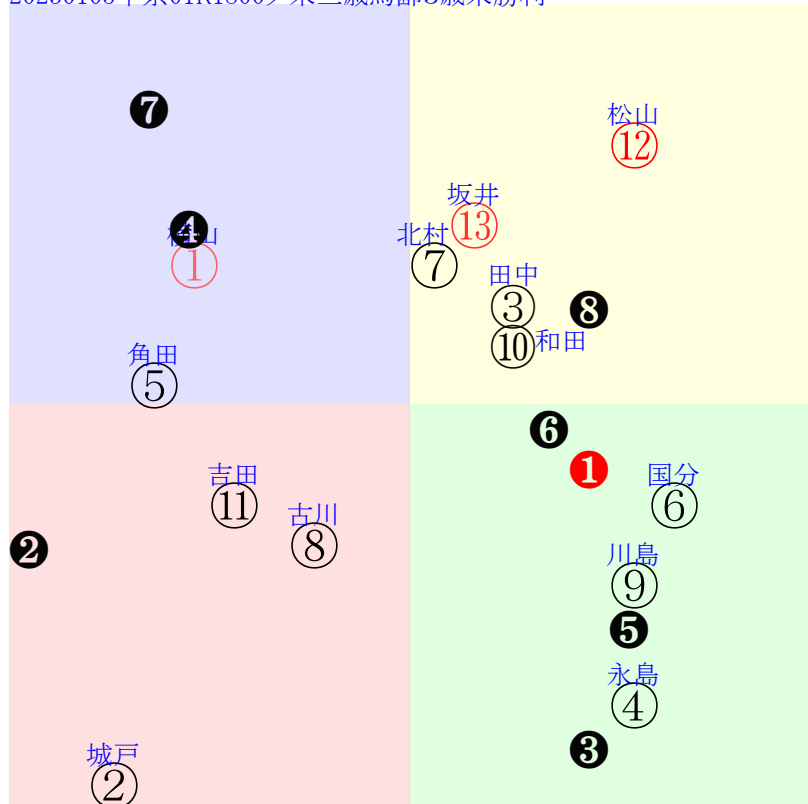 ❼
松山
⑫
坂井
⑬
❹
北村
①
⑦
田中
③
❽
⑩ 和田
角田
⑤
❻
❶
吉田
⑪
国分
⑥
古川
⑧
❷
川島
⑨
❺
永島
④
❸
城戸
②